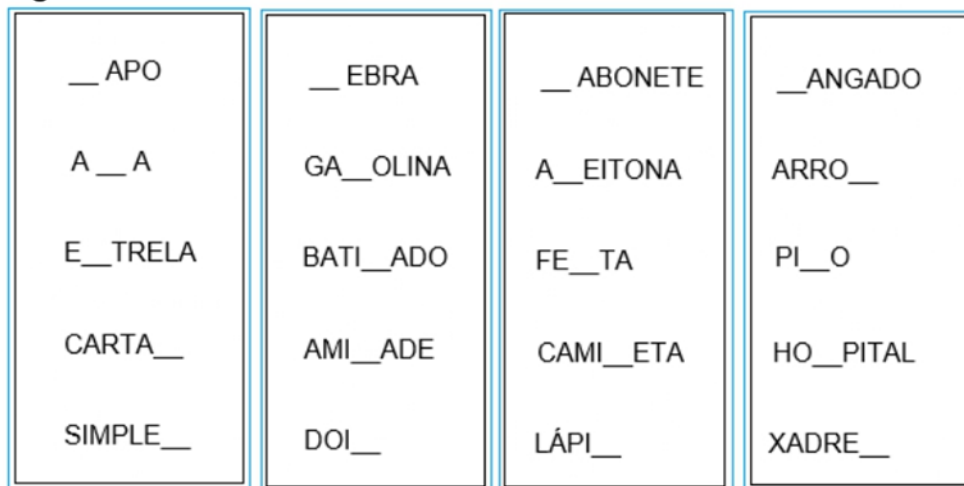 __ APO
A __ A
E__TRELA
CARTA__
SIMPLE__
__ EBRA
GA__OLINA
BATI__ADO
AMI__ADE
DOI__
__ ABONETE
A__EITONA
FE__TA
CAMI__ETA
LÁPI__
__ANGADO
ARRO__
PI__O
HO__PITAL
XADRE__